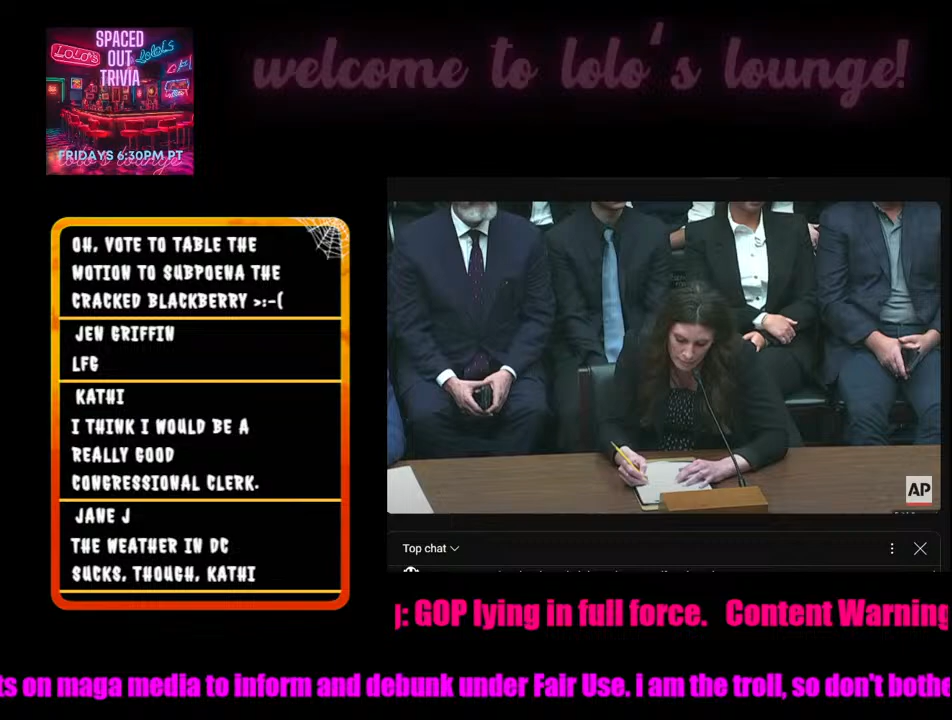 SPACED
OUT
TRIVIA
LOLO'S
FRIDAYS 6:30PM PT
lolo's lounge
welcome to lolo's lounge!
OH, VOTE TO TABLE THE
MOTION TO SUBPOENA THE
CRACKED BLACKBERRY >:-(
JEN GRIFFIN
LFG
KATHI
I THINK I WOULD BE A
REALLY GOOD
CONGRESSIONAL CLERK.
JANE J
THE WEATHER IN DC
SUCKS, THOUGH, KATHI
AP
Top chat
: GOP lying in full force. Content Warning
ts on maga media to inform and debunk under Fair Use. i am the troll, so don't bothe